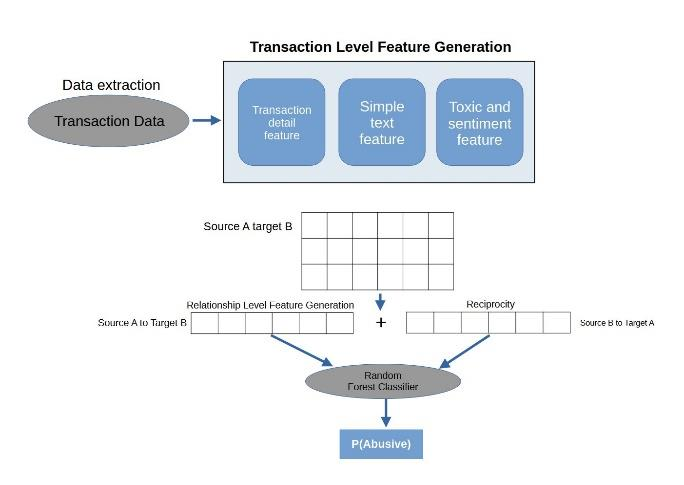 Transaction Level Feature Generation
Data extraction
Transaction Data
Transaction
detail
feature
Simple
text
feature
Toxic and
sentiment
feature
Source A target B
Relationship Level Feature Generation
Reciprocity
Source A to Target B
+
Source B to Target A
Random
Forest Classifier
P(Abusive)